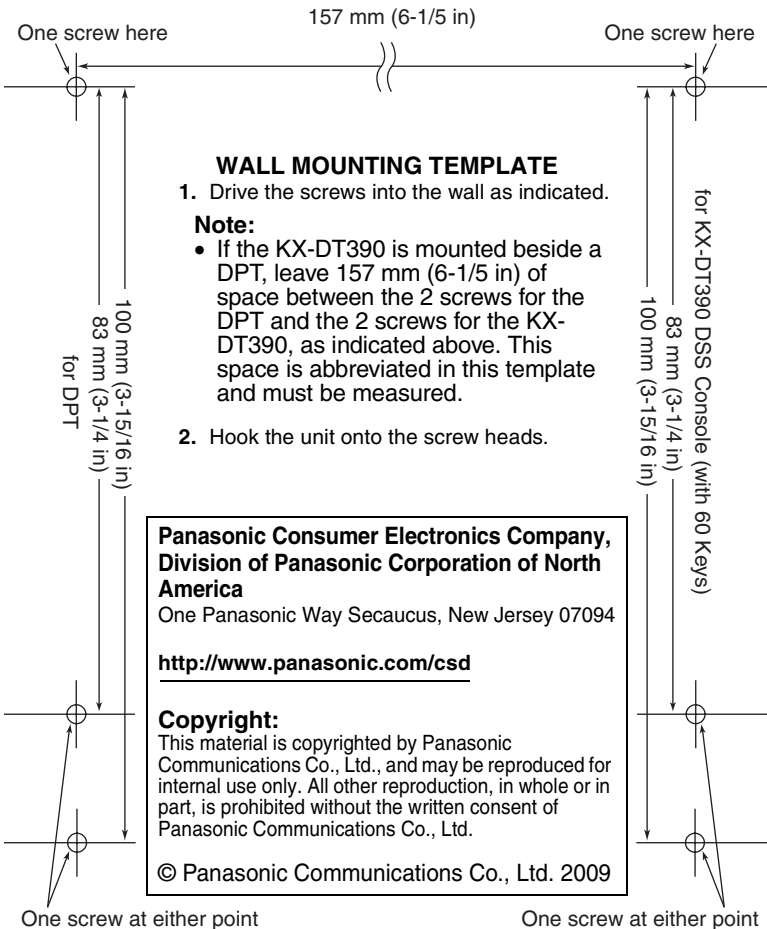 157 mm (6-1/5 in)
One screw here
One screw here
WALL MOUNTING TEMPLATE
1. Drive the screws into the wall as indicated.
Note:
• If the KX-DT390 is mounted beside a
DPT, leave 157 mm (6-1/5 in) of
space between the 2 screws for the
DPT and the 2 screws for the KX-
DT390, as indicated above. This
space is abbreviated in this template
and must be measured.
2. Hook the unit onto the screw heads.
100 mm (3-15/16 in)
83 mm (3-1/4 in)
for DPT
for KX-DT390 DSS Console (with 60 Keys)
83 mm (3-1/4 in)
100 mm (3-15/16 in)
Panasonic Consumer Electronics Company,
Division of Panasonic Corporation of North
America
One Panasonic Way Secaucus, New Jersey 07094
http://www.panasonic.com/csd
Copyright:
This material is copyrighted by Panasonic
Communications Co., Ltd., and may be reproduced for
internal use only. All other reproduction, in whole or in
part, is prohibited without the written consent of
Panasonic Communications Co., Ltd.
© Panasonic Communications Co., Ltd. 2009
One screw at either point
One screw at either point